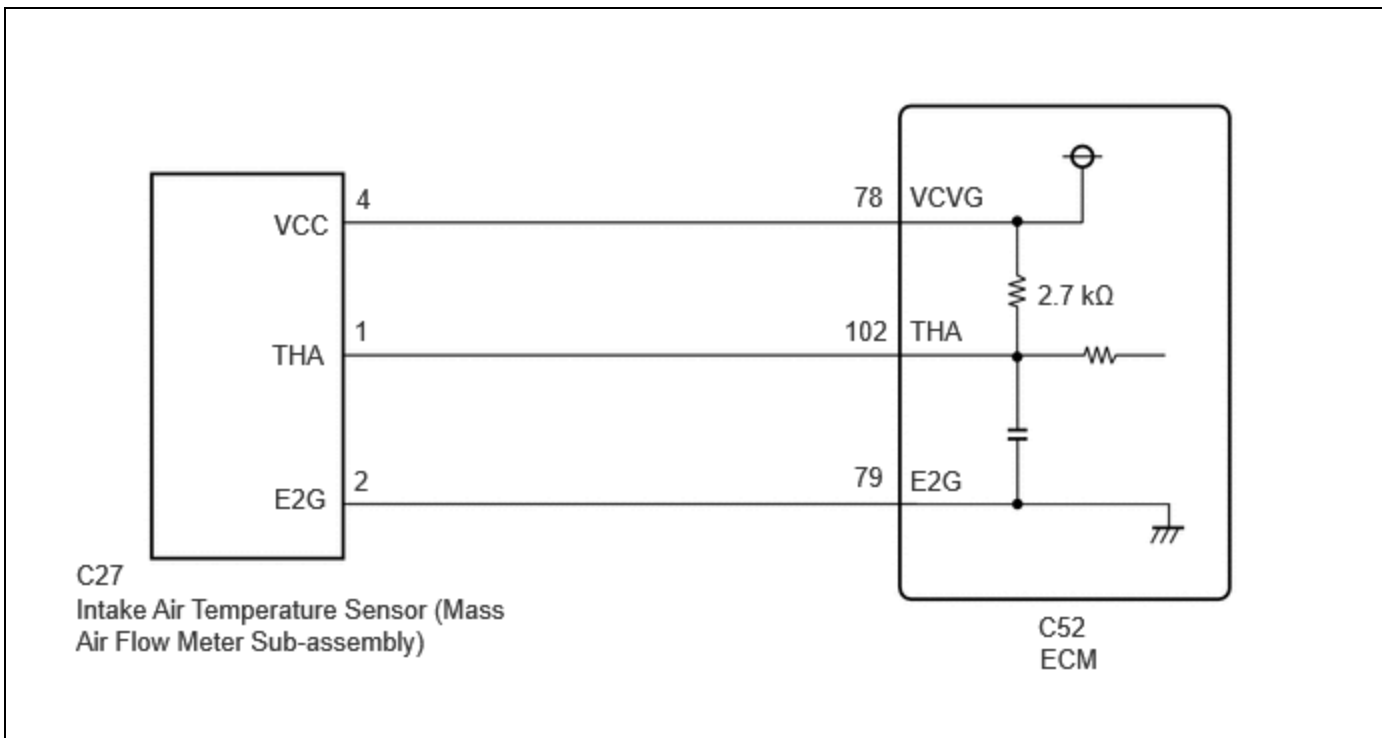 4
78
VCVG
VCC
2.7 kΩ
1
102
THA
THA
2
79
E2G
E2G
C27
Intake Air Temperature Sensor (Mass
Air Flow Meter Sub-assembly)
C52
ECM